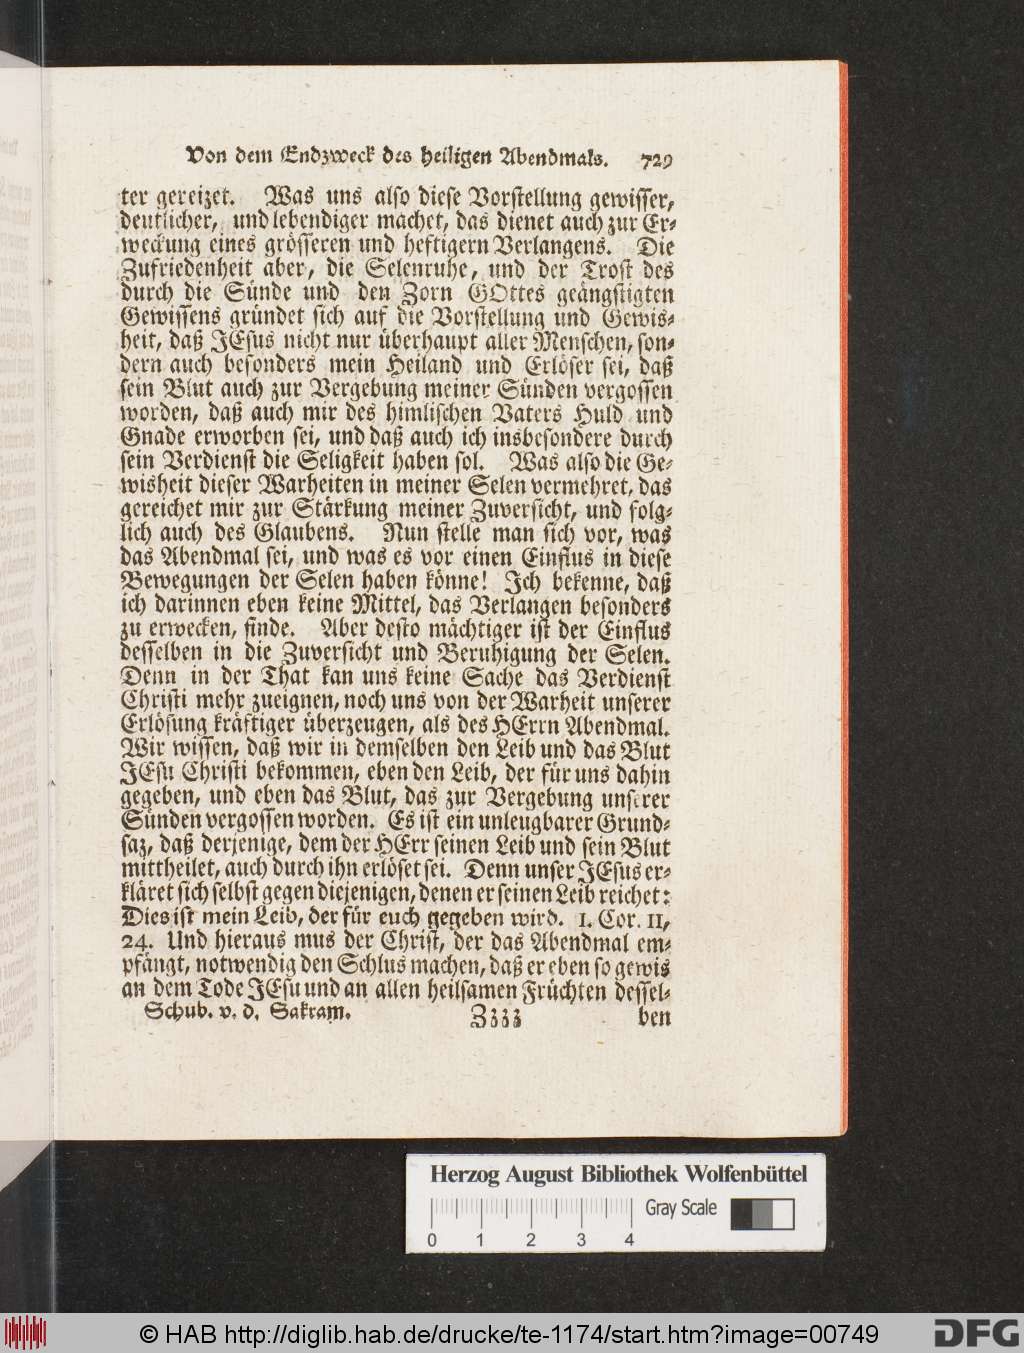 Von dem Endzweck des heiligen Abendmals. 729
ter gereizet. Was uns also diese Vorstellung gewisser,
deutlicher, und lebendiger machet, das dienet auch zur Er-
weckung eines grösseren und heftigern Verlangens. Die
Zufriedenheit aber, die Selenruhe, und der Trost des
durch die Sünde und den Zorn GOttes geängstigten
Gewissens gründet sich auf die Vorstellung und Gewis-
heit, daß JEsus nicht nur überhaupt aller Menschen, son-
dern auch besonders mein Heiland und Erlöser sei, daß
sein Blut auch zur Vergebung meiner Sünden vergossen
worden, daß auch mir des himlischen Vaters Huld und
Gnade erworben sei, und daß auch ich insbesondere durch
sein Verdienst die Seligkeit haben sol. Was also die Ge-
wisheit dieser Warheiten in meiner Selen vermehret, das
gereichet mir zur Stärkung meiner Zuversicht, und folg-
lich auch des Glaubens. Nun stelle man sich vor, was
das Abendmal sei, und was es vor einen Einflus in diese
Bewegungen der Selen haben könne! Ich bekenne, daß
ich darinnen eben keine Mittel, das Verlangen besonders
zu erwecken, finde. Aber desto mächtiger ist der Einflus
desselben in die Zuversicht und Beruhigung der Selen.
Denn in der That kan uns keine Sache das Verdienst
Christi mehr zueignen, noch uns von der Warheit unserer
Erlösung kräftiger überzeugen, als des HErrn Abendmal.
Wir wissen, daß wir in demselben den Leib und das Blut
JEsu Christi bekommen, eben den Leib, der für uns dahin
gegeben, und eben das Blut, das zur Vergebung unserer
Sünden vergossen worden. Es ist ein unleugbarer Grund-
saz, daß derjenige, dem der HErr seinen Leib und sein Blut
mittheilet, auch durch ihn erlöset sei. Denn unser JEsus er-
kläret sich selbst gegen diejenigen, denen er seinen Leib reichet:
Dies ist mein Leib, der für euch gegeben wird. 1. Cor. 11,
24. Und hieraus mus der Christ, der das Abendmal em-
pfängt, notwendig den Schlus machen, daß er eben so gewis
an dem Tode JEsu und an allen heilsamen Früchten dessel-
Schub. v. d. Sakram. Zzzz ben
Herzog August Bibliothek Wolfenbüttel
Gray Scale
0 1 2 3 4
© HAB http://diglib.hab.de/drucke/te-1174/start.htm?image=00749
DFG